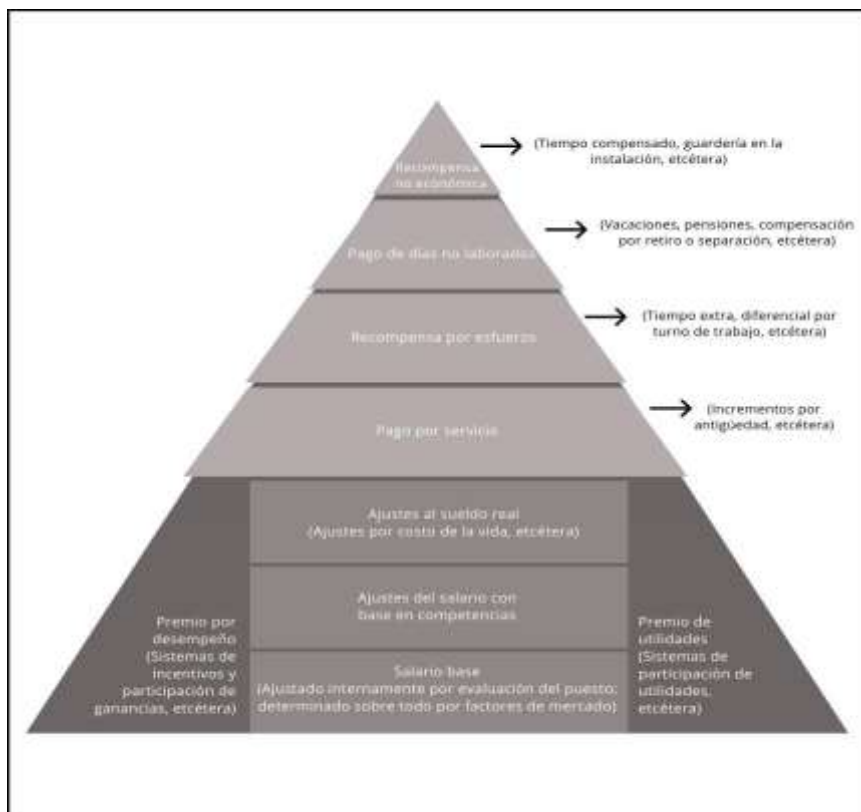 Recompensa
no económica
(Tiempo compensado, guardería en la
instalación, etcétera)
Pago de días no laborados
(Vacaciones, pensiones, compensación
por retiro o separación, etcétera)
Recompensa por esfuerzo
(Tiempo extra, diferencial por
turno de trabajo, etcétera)
Pago por servicio
(Incrementos por
antigüedad, etcétera)
Ajustes al sueldo real
(Ajustes por costo de la vida, etcétera)
Ajustes del salario con
base en competencias
Premio por
desempeño
(Sistemas de
incentivos y
participación de
ganancias, etcétera)
Salario base
(Ajustado internamente por evaluación del puesto;
determinado sobre todo por factores de mercado)
Premio de
utilidades
(Sistemas de
participación de
utilidades,
etcétera)